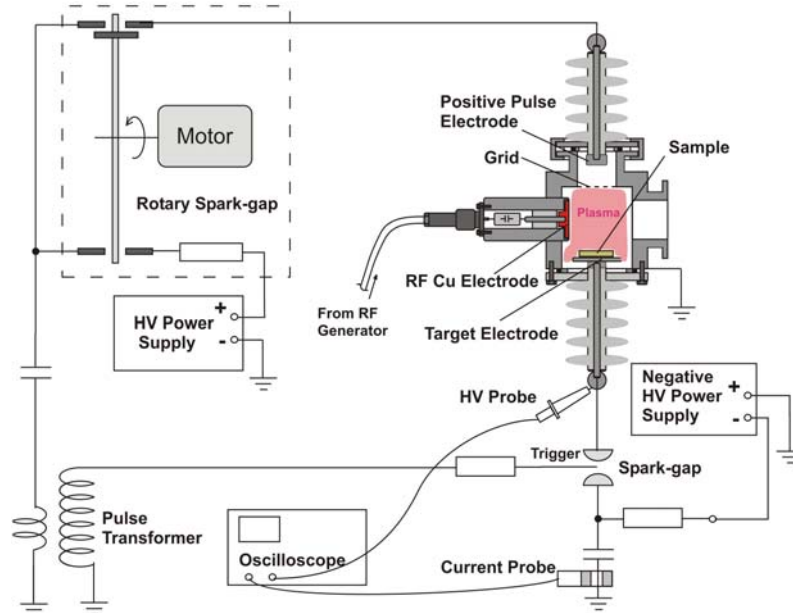 Positive Pulse
Electrode
Sample
Grid
Motor
Plasma
Rotary Spark-gap
RF Cu Electrode
From RF
Generator
Target Electrode
+
HV Power
Supply
-
HV Probe
Negative
HV Power
Supply
+
-
Trigger
Spark-gap
Pulse
Transformer
Oscilloscope
Current Probe